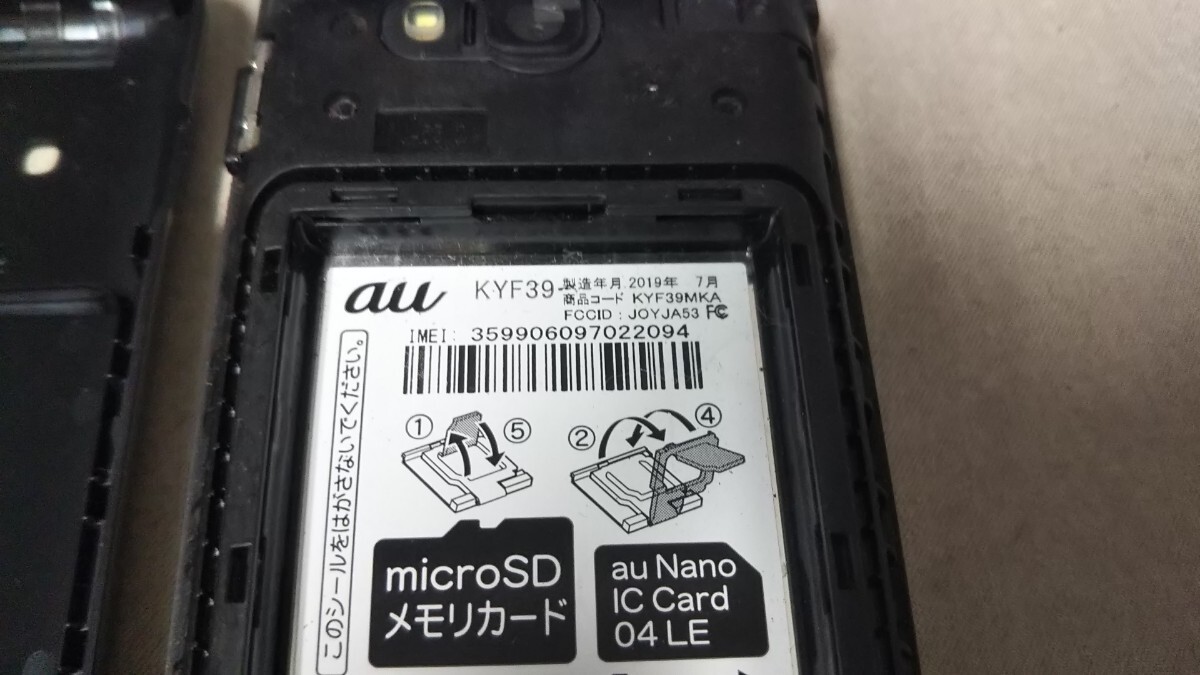 au KYF39
製造年月 2019年 7月
商品コード KYF39MKA
FCCID : JOYJA53 FC
IMEI: 359906097022094
このシールをはがさないでください。
① ⑤ ② ④
microSD
メモリカード
au Nano
IC Card
04 LE